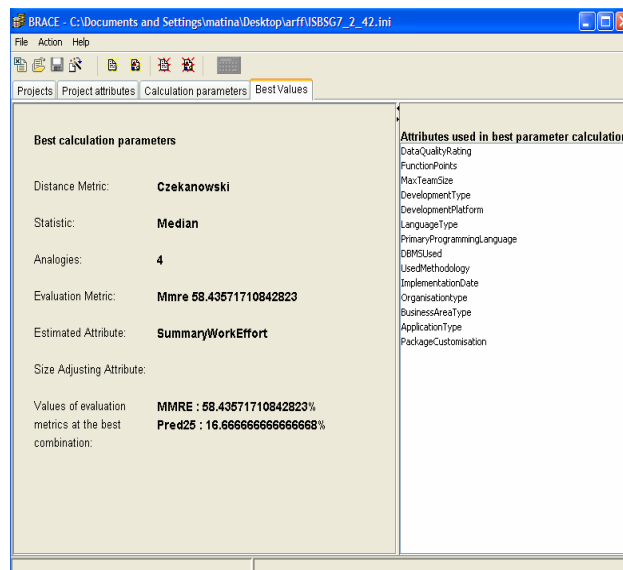 BRACE - C:\Documents and Settings\matina\Desktop\arff\ISBSG7_2_42.ini
File Action Help
Projects Project attributes Calculation parameters Best Values
Best calculation parameters
Distance Metric: Czekanowski
Statistic: Median
Analogies: 4
Evaluation Metric: Mmre 58.43571710842823
Estimated Attribute: SummaryWorkEffort
Size Adjusting Attribute:
Values of evaluation metrics at the best combination:
MMRE : 58.43571710842823%
Pred25 : 16.666666666666668%
Attributes used in best parameter calculation
DataQualityRating
FunctionPoints
MaxTeamSize
DevelopmentType
DevelopmentPlatform
LanguageType
PrimaryProgrammingLanguage
DBMSUsed
UsedMethodology
ImplementationDate
Organisationtype
BusinessAreaType
ApplicationType
PackageCustomisation